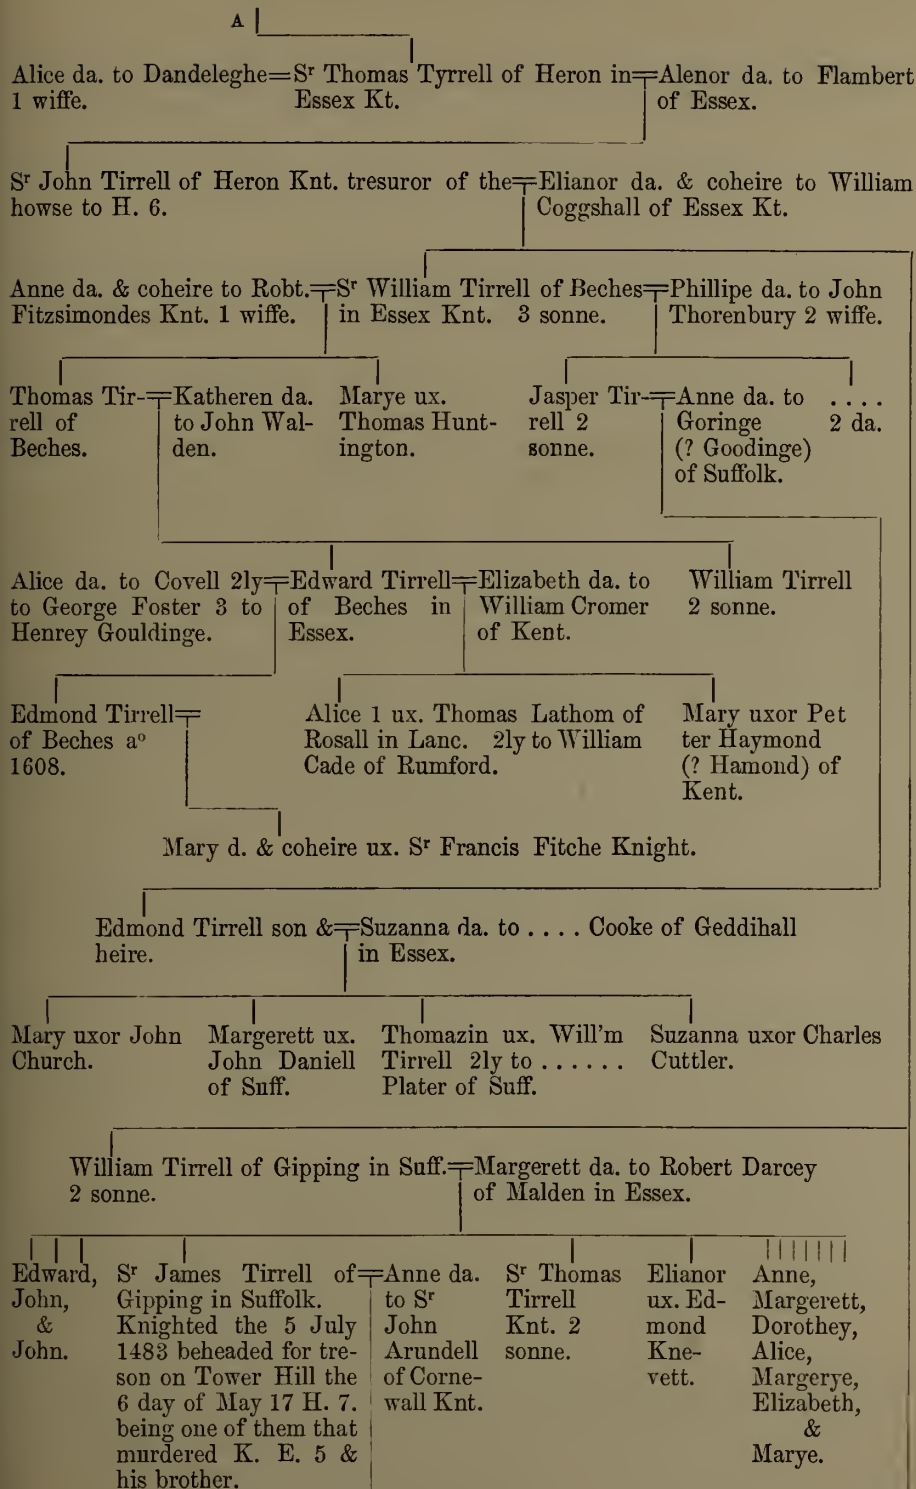 A
Alice da. to Dandeleghe=Sʳ Thomas Tyrrell of Heron in=Alenor da. to Flambert
1 wiffe. Essex Kt. of Essex.
Sʳ John Tirrell of Heron Knt. tresuror of the=Elianor da. & coheire to William
howse to H. 6. Coggshall of Essex Kt.
Anne da. & coheire to Robt.=Sʳ William Tirrell of Beches=Phillipe da. to John
Fitzsimondes Knt. 1 wiffe. in Essex Knt. 3 sonne. Thorenbury 2 wiffe.
Thomas Tir-=Katheren da.
rell of to John Wal-
Beches. den.
Marye ux.
Thomas Hunt-
ington.
Jasper Tir-=Anne da. to
rell 2 Goringe
sonne. (? Goodinge)
of Suffolk.
. . . .
2 da.
Alice da. to Covell 2ly=Edward Tirrell=Elizabeth da. to
to George Foster 3 to of Beches in William Cromer
Henrey Gouldinge. Essex. of Kent.
William Tirrell
2 sonne.
Edmond Tirrell=
of Beches aº
1608.
Alice 1 ux. Thomas Lathom of
Rosall in Lanc. 2ly to William
Cade of Rumford.
Mary uxor Pet
ter Haymond
(? Hamond) of
Kent.
Mary d. & coheire ux. Sʳ Francis Fitche Knight.
Edmond Tirrell son &=Suzanna da. to . . . . Cooke of Geddihall
heire. in Essex.
Mary uxor John
Church.
Margerett ux.
John Daniell
of Suff.
Thomazin ux. Will'm
Tirrell 2ly to . . . . . .
Plater of Suff.
Suzanna uxor Charles
Cuttler.
William Tirrell of Gipping in Suff.=Margerett da. to Robert Darcey
2 sonne. of Malden in Essex.
Edward,
John,
&
John.
Sʳ James Tirrell of=
Gipping in Suffolk.
Knighted the 5 July
1483 beheaded for tre-
son on Tower Hill the
6 day of May 17 H. 7.
being one of them that
murdered K. E. 5 &
his brother.
Anne da.
to Sʳ
John
Arundell
of Corne-
wall Knt.
Sʳ Thomas
Tirrell
Knt. 2
sonne.
Elianor
ux. Ed-
mond
Kne-
vett.
Anne,
Margerett,
Dorothey,
Alice,
Margerye,
Elizabeth,
&
Marye.